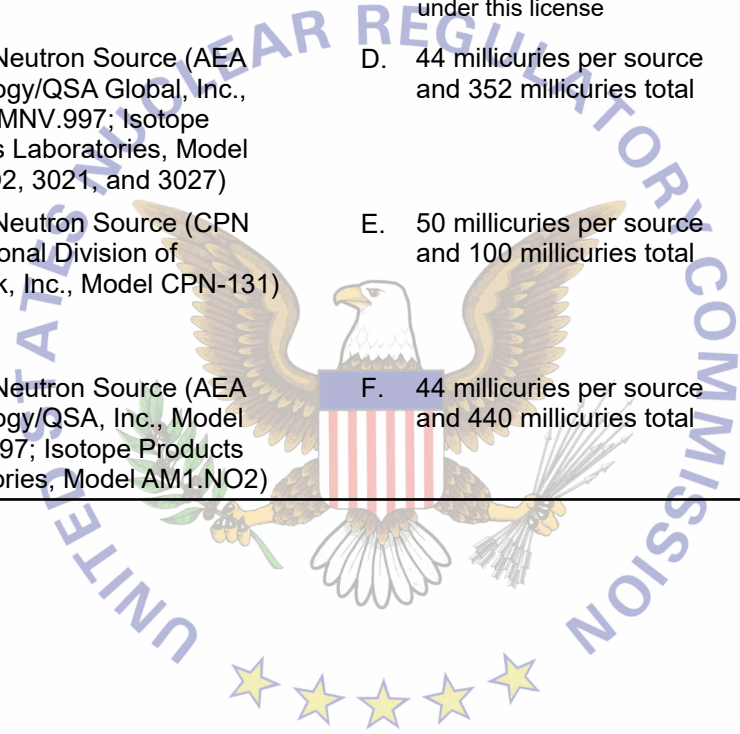 under this license
Neutron Source (AEA
D. 44 millicuries per source
ogy/QSA Global, Inc.,
and 352 millicuries total
MNV.997; Isotope
s Laboratories, Model
2, 3021, and 3027)
Neutron Source (CPN
E. 50 millicuries per source
onal Division of
and 100 millicuries total
k, Inc., Model CPN-131)
Neutron Source (AEA
F. 44 millicuries per source
ogy/QSA, Inc., Model
and 440 millicuries total
97; Isotope Products
ories, Model AM1.NO2)
UNITED STATES NUCLEAR REGULATORY COMMISSION